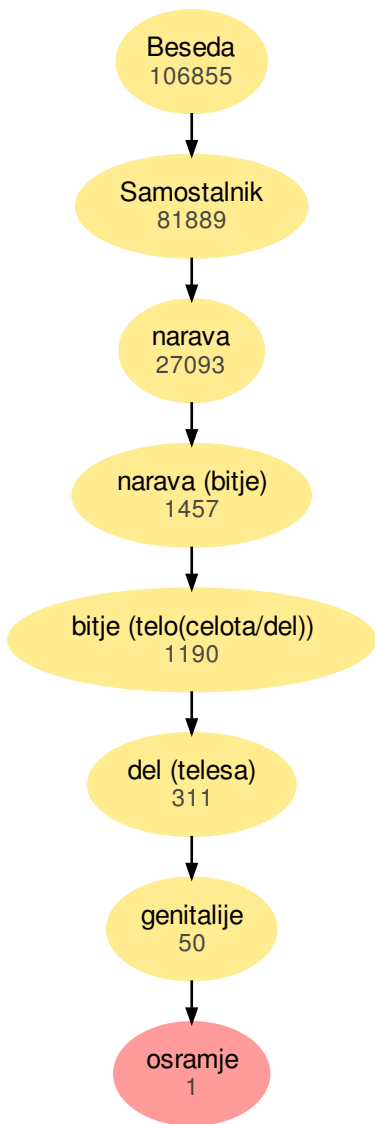 Beseda
106855
Samostalnik
81889
narava
27093
narava (bitje)
1457
bitje (telo(celota/del))
1190
del (telesa)
311
genitalije
50
osramje
1